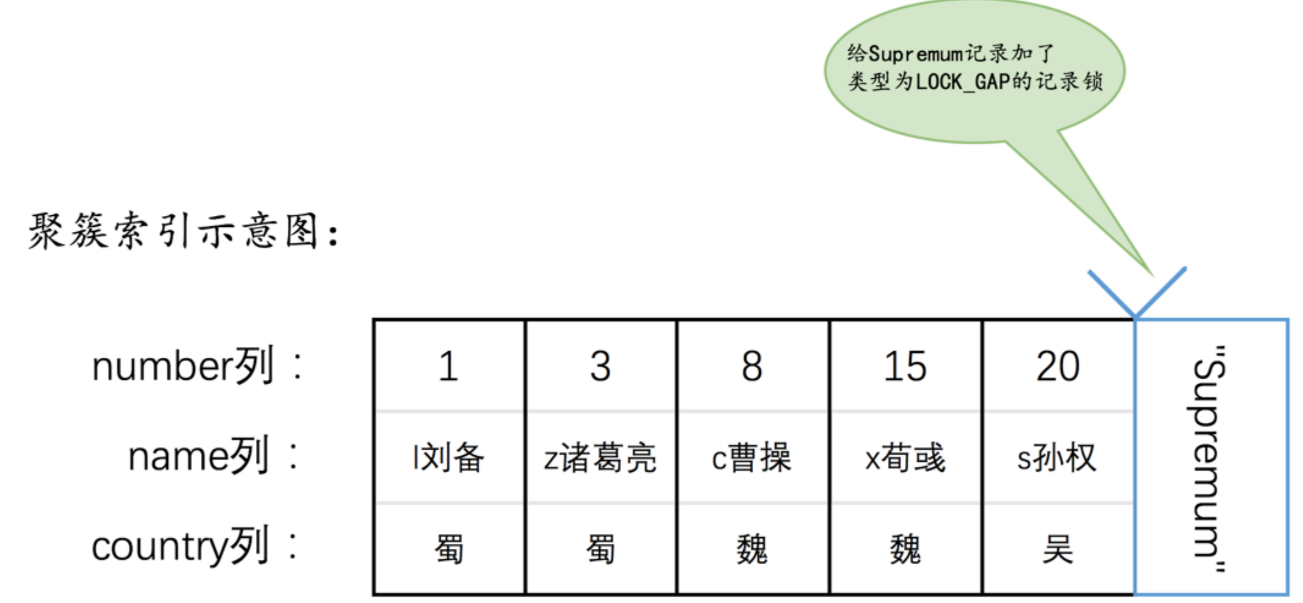 给Supremum记录加了
类型为LOCK_GAP的记录锁
聚簇索引示意图：
number列： 1 3 8 15 20
name列： l刘备 z诸葛亮 c曹操 x荀彧 s孙权
country列： 蜀 蜀 魏 魏 吴
"Supremum"